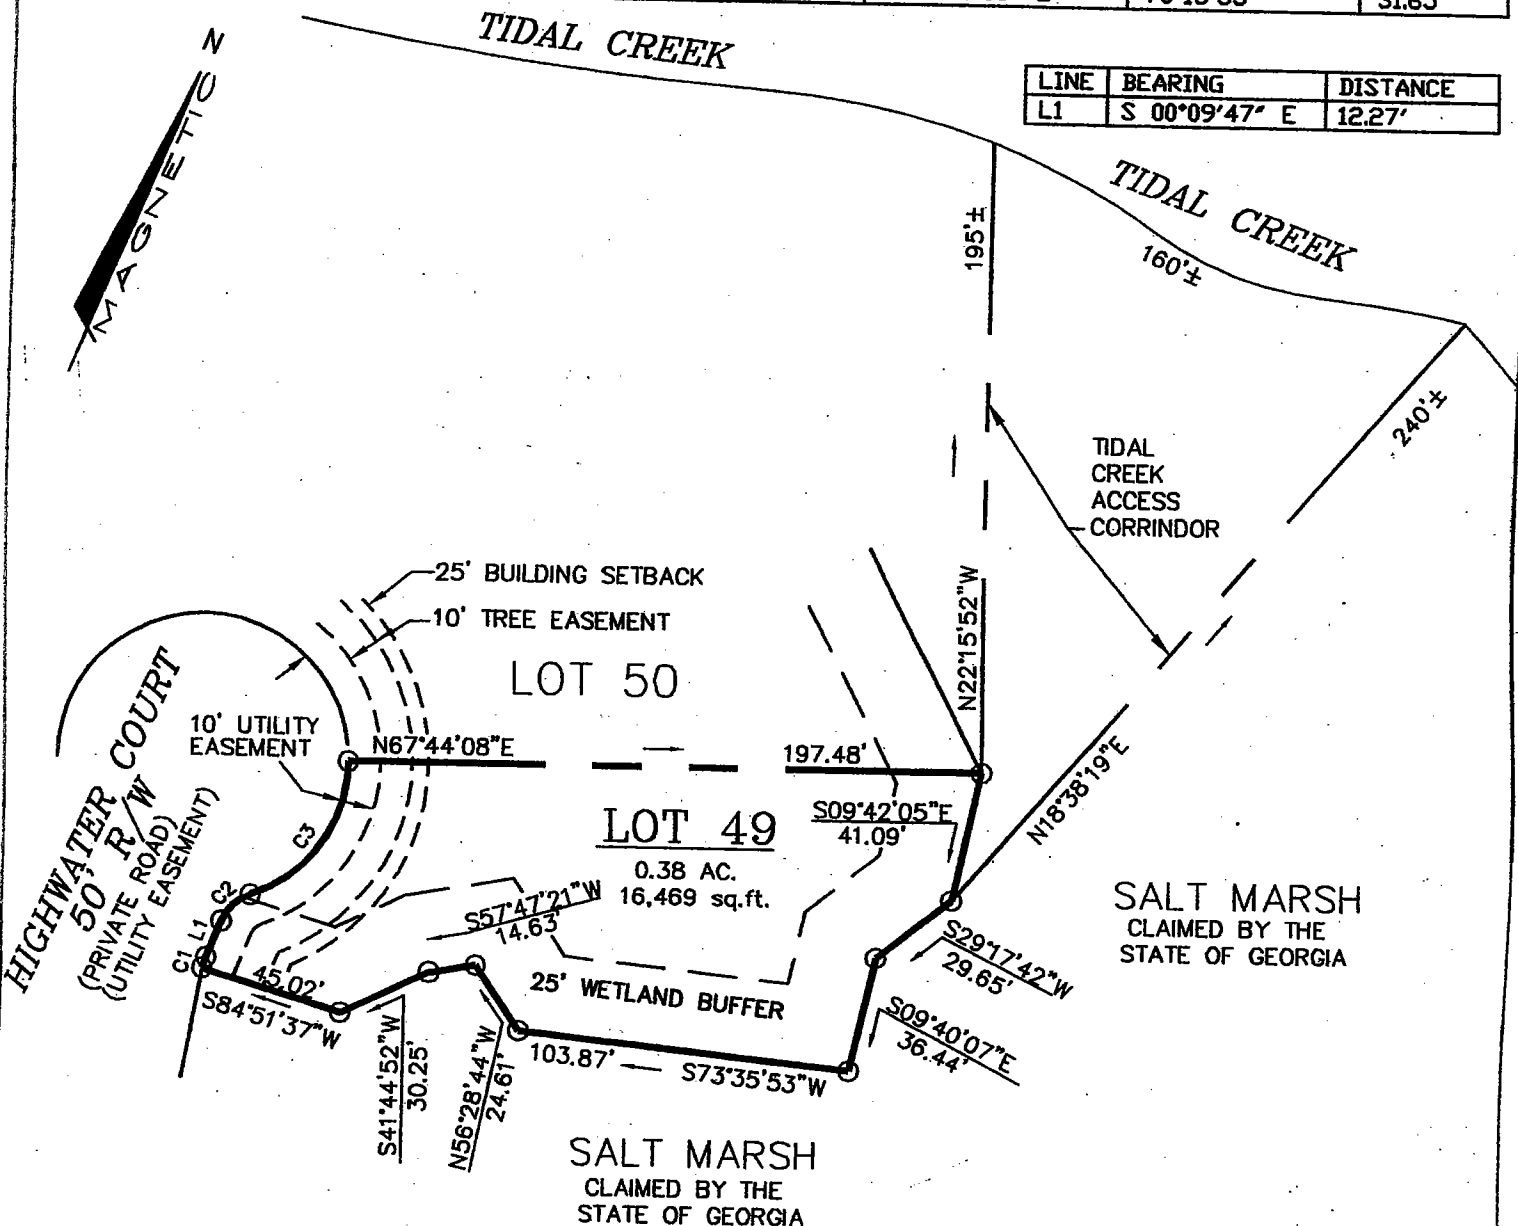 31.65'
TIDAL CREEK
N
MAGNETIC
LINE BEARING DISTANCE
L1 S 00°09'47" E 12.27'
TIDAL CREEK
195'±
160'±
240'±
TIDAL
CREEK
ACCESS
CORRINDOR
25' BUILDING SETBACK
10' TREE EASEMENT
LOT 50
N22°15'52"W
10' UTILITY
EASEMENT
N67°44'08"E
197.48'
N18°38'19"E
HIGHWATER COURT
50' R/W
(PRIVATE ROAD)
(UTILITY EASEMENT)
LOT 49
0.38 AC.
16,469 sq.ft.
S09°42'05"E
41.09'
C3
C2
L1
C1
S57°47'21"W
14.63'
SALT MARSH
CLAIMED BY THE
STATE OF GEORGIA
S29°17'42"W
29.65'
45.02'
S84°51'37"W
25' WETLAND BUFFER
S09°40'07"E
36.44'
S41°44'52"W
30.25'
N56°28'44"W
24.61'
103.87'
S73°35'53"W
SALT MARSH
CLAIMED BY THE
STATE OF GEORGIA